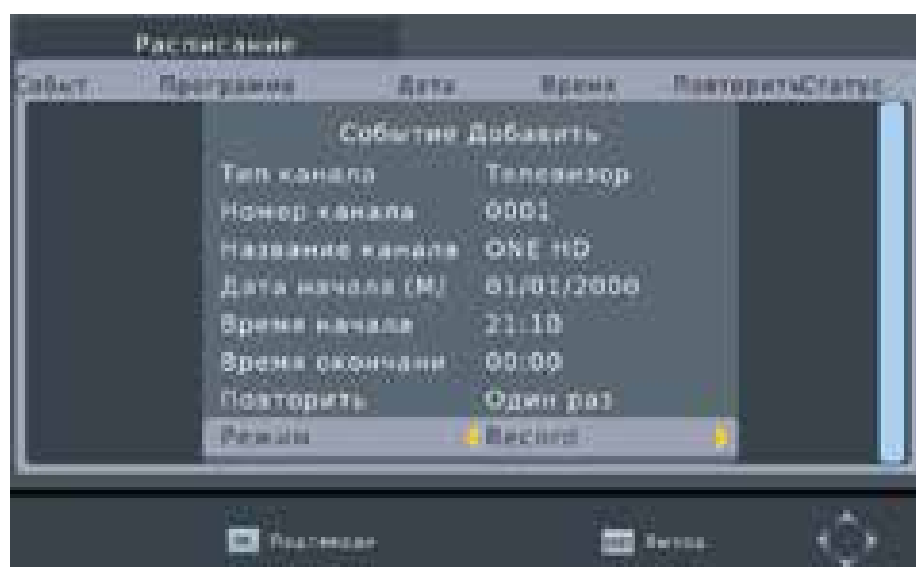 Расписание
Событ Программа Дата Время ПовторитьСтатус
Событие Добавить
Тип канала Телевизор
Номер канала 0001
Название канала ONE HD
Дата начала (М/ 01/01/2000
Время начала 21:10
Время окончани 00:00
Повторить Один раз
Режим Record
Выход